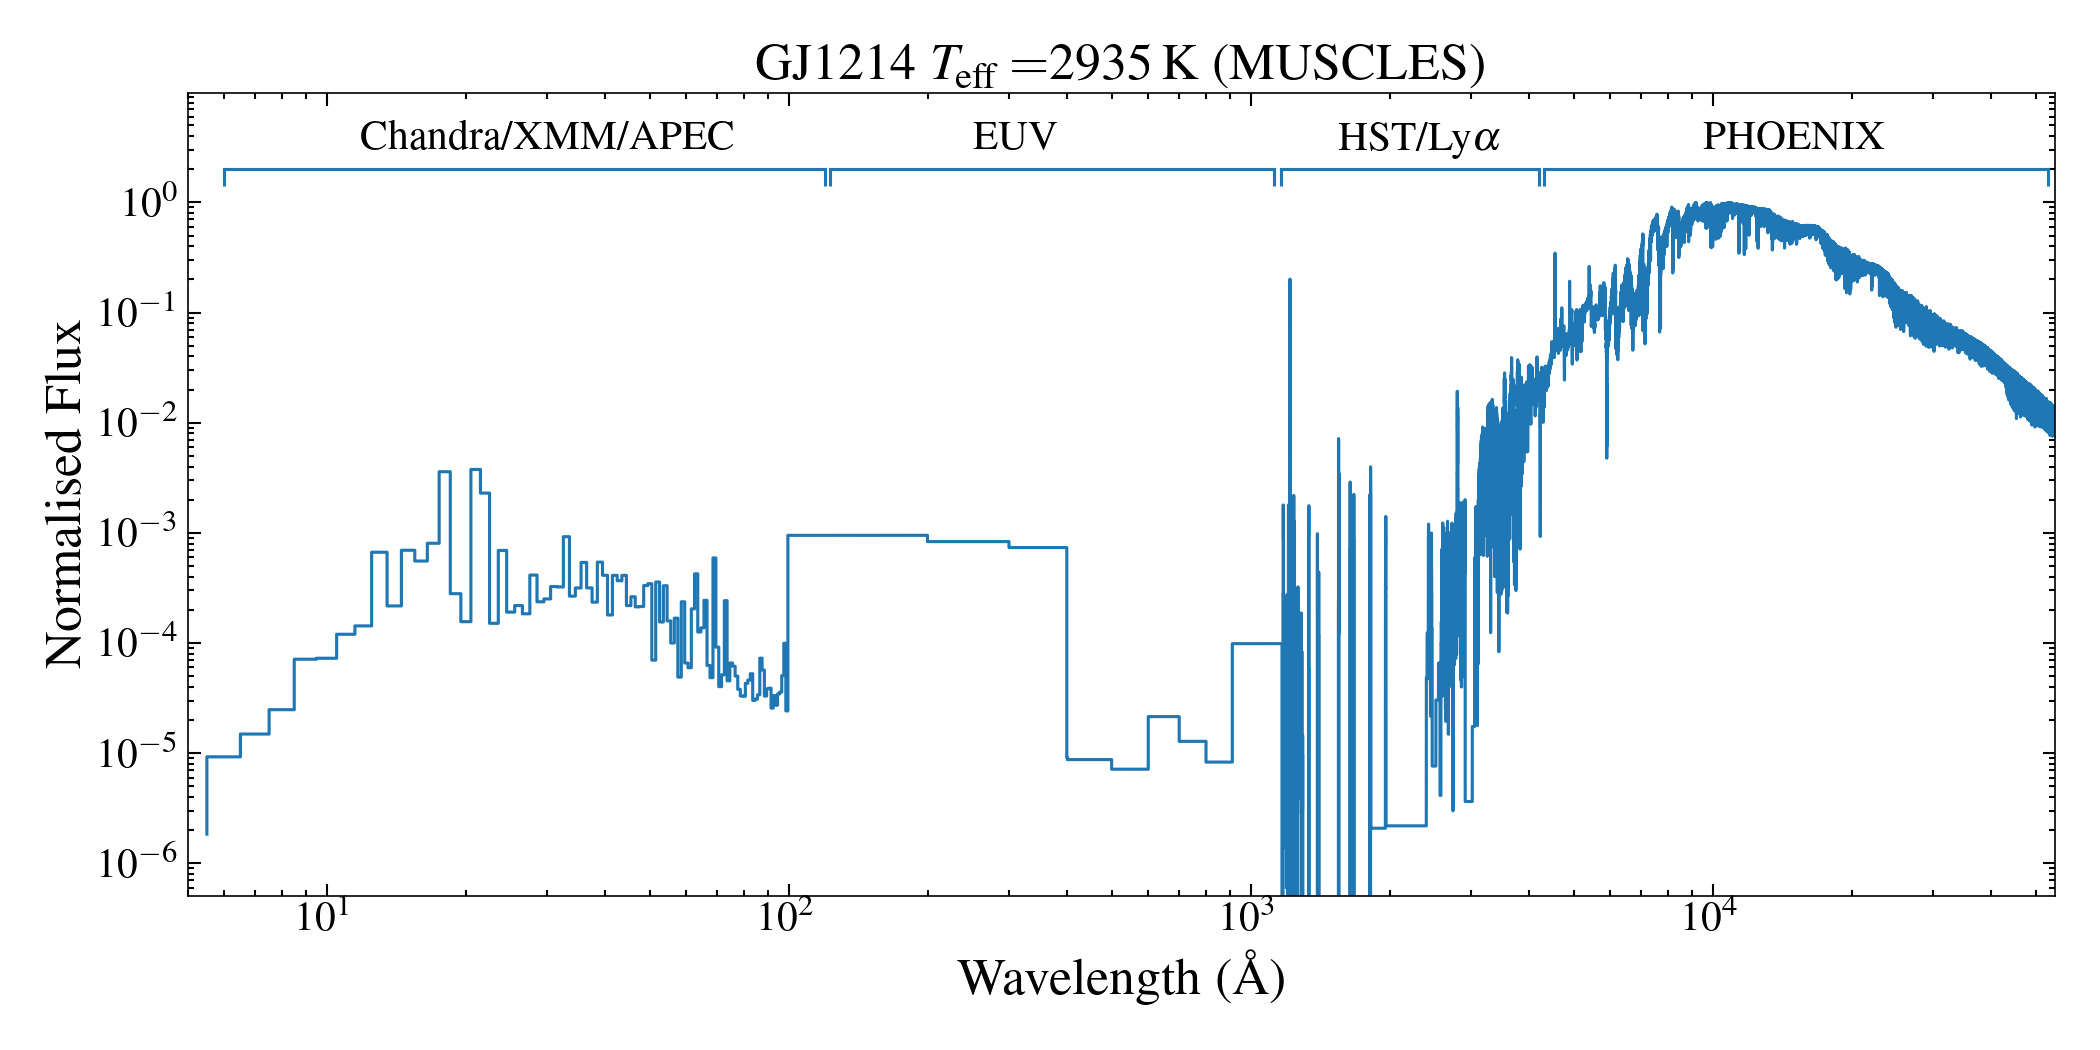 GJ1214 T_eff =2935 K (MUSCLES)
Chandra/XMM/APEC EUV HST/Lyα PHOENIX
10^0
10^−1
10^−2
10^−3
10^−4
10^−5
10^−6
Normalised Flux
10^1 10^2 10^3 10^4
Wavelength (Å)